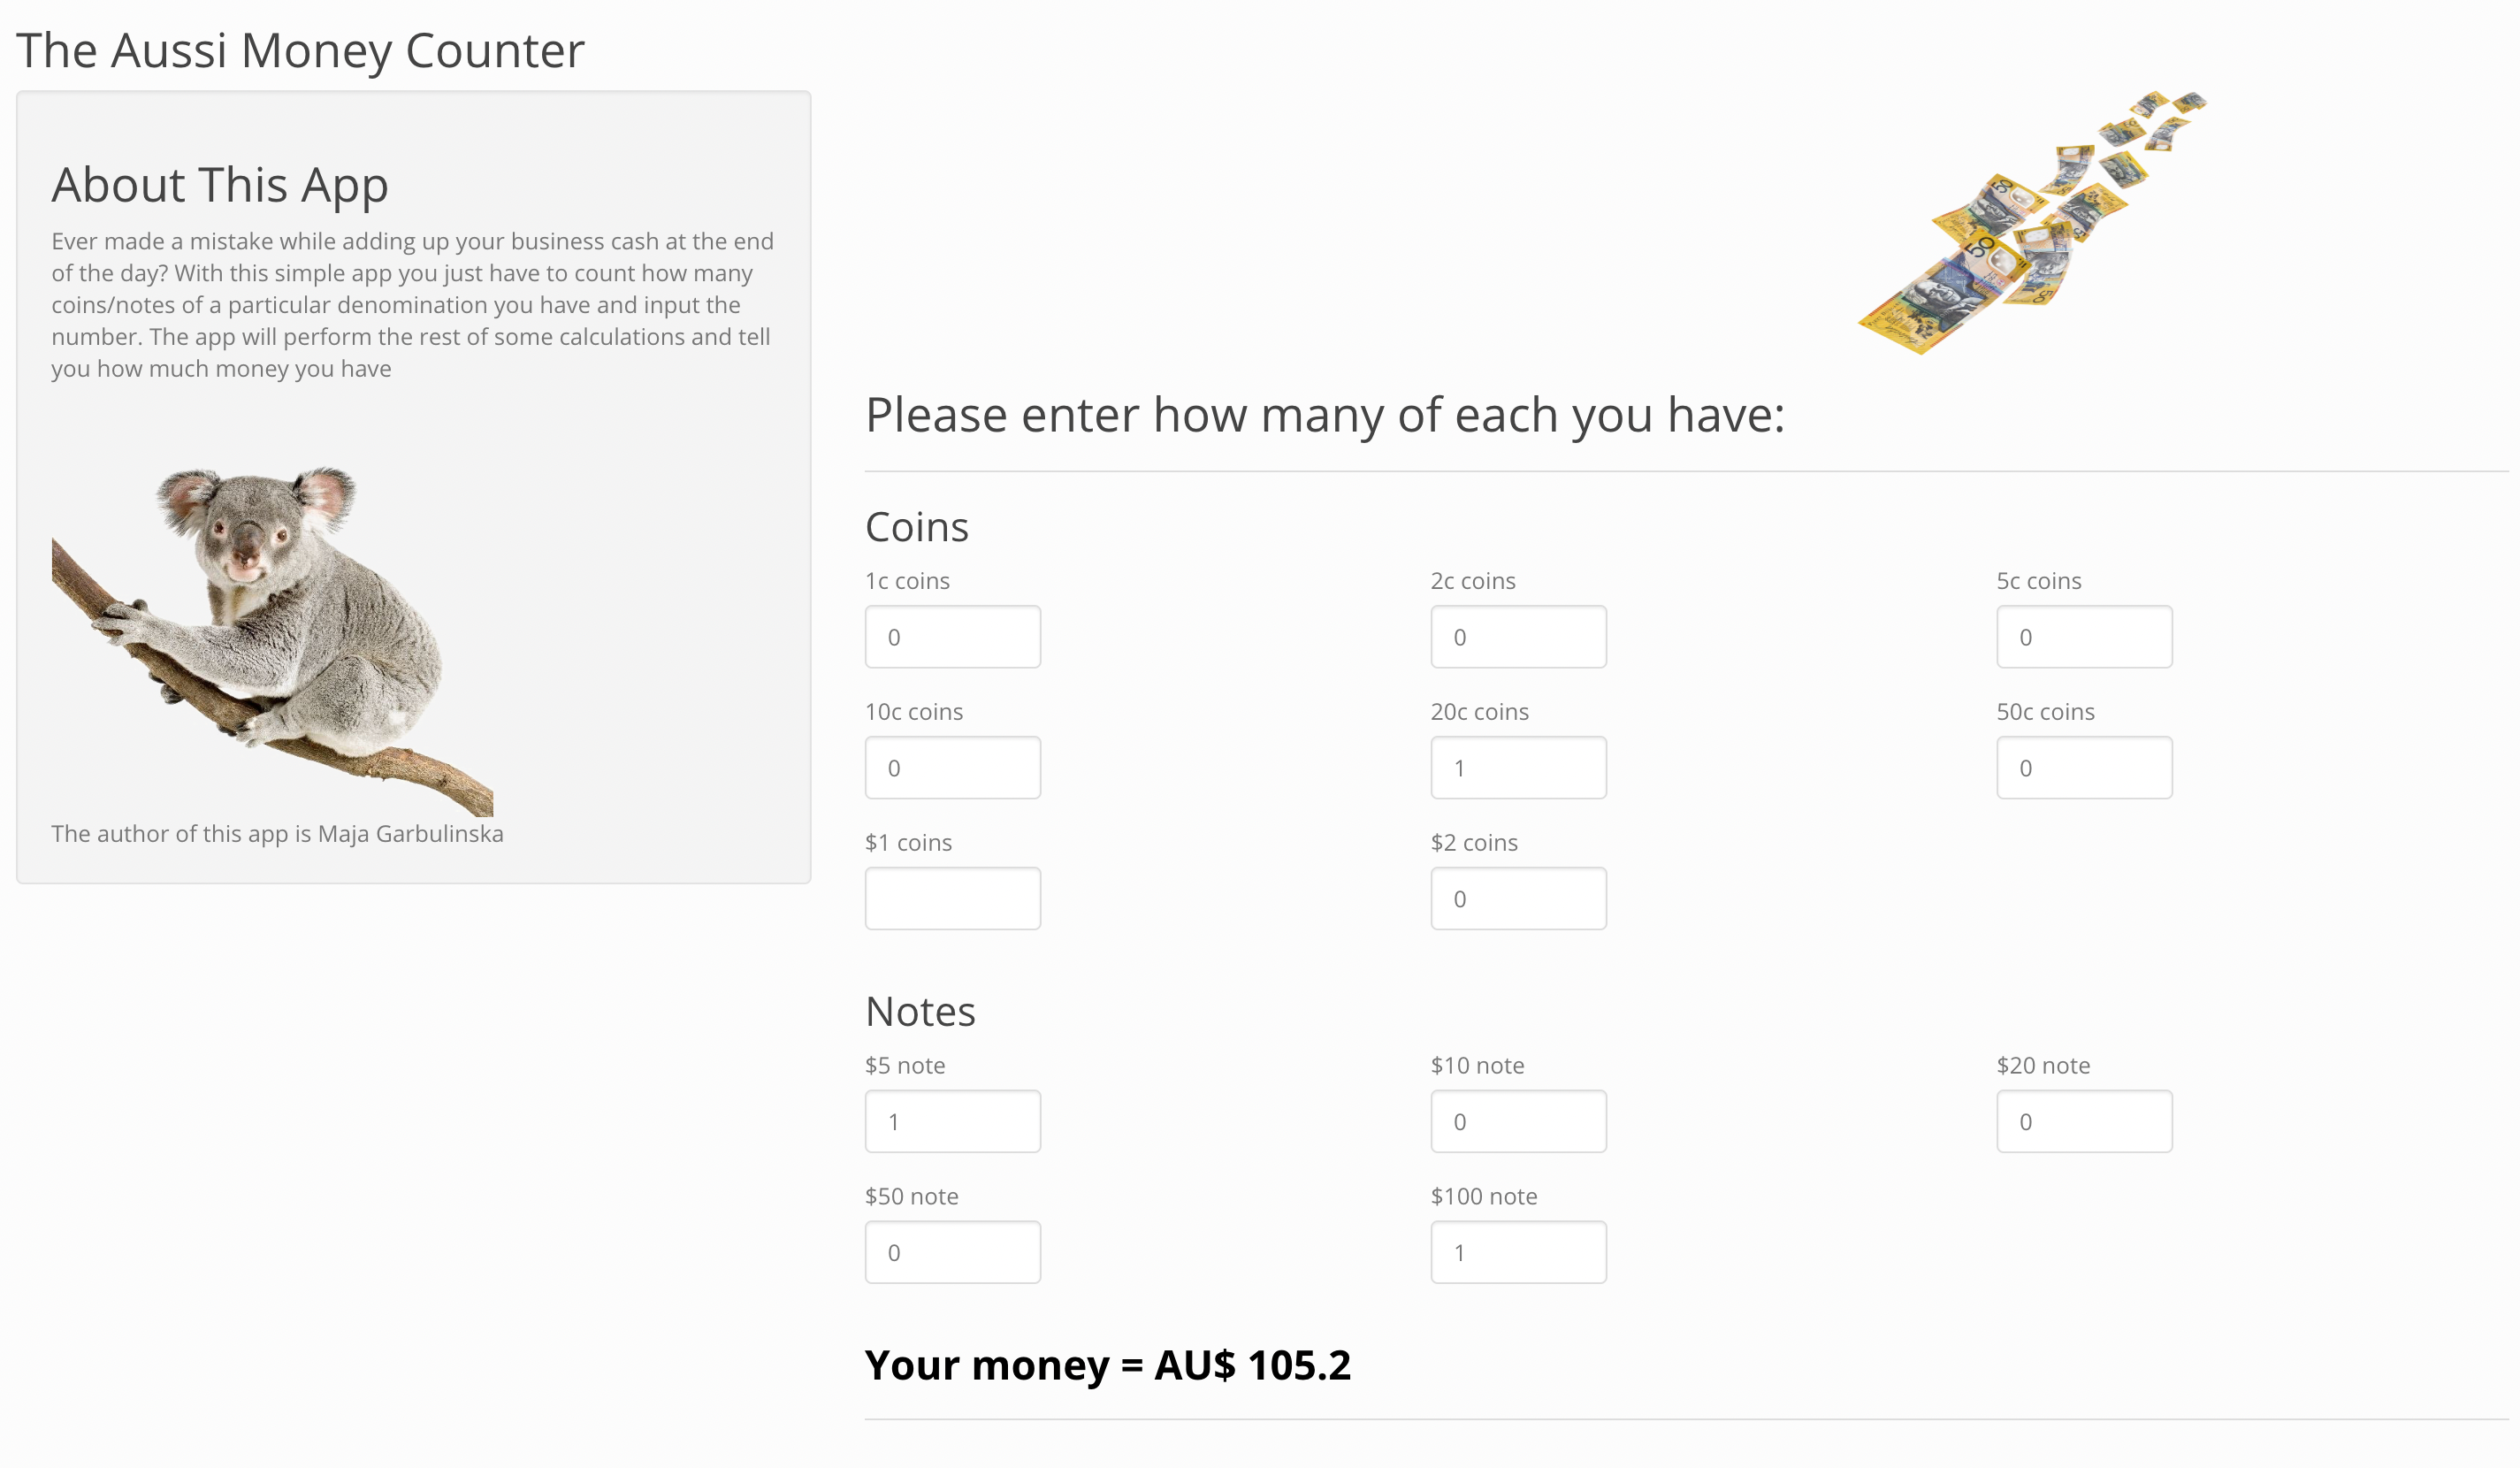 The Aussi Money Counter
About This App
Ever made a mistake while adding up your business cash at the end
of the day? With this simple app you just have to count how many
coins/notes of a particular denomination you have and input the
number. The app will perform the rest of some calculations and tell
you how much money you have
The author of this app is Maja Garbulinska
50
50
50
Please enter how many of each you have:
Coins
1c coins
2c coins
5c coins
0
0
0
10c coins
20c coins
50c coins
0
1
0
$1 coins
$2 coins
0
Notes
$5 note
$10 note
$20 note
1
0
0
$50 note
$100 note
0
1
Your money = AU$ 105.2